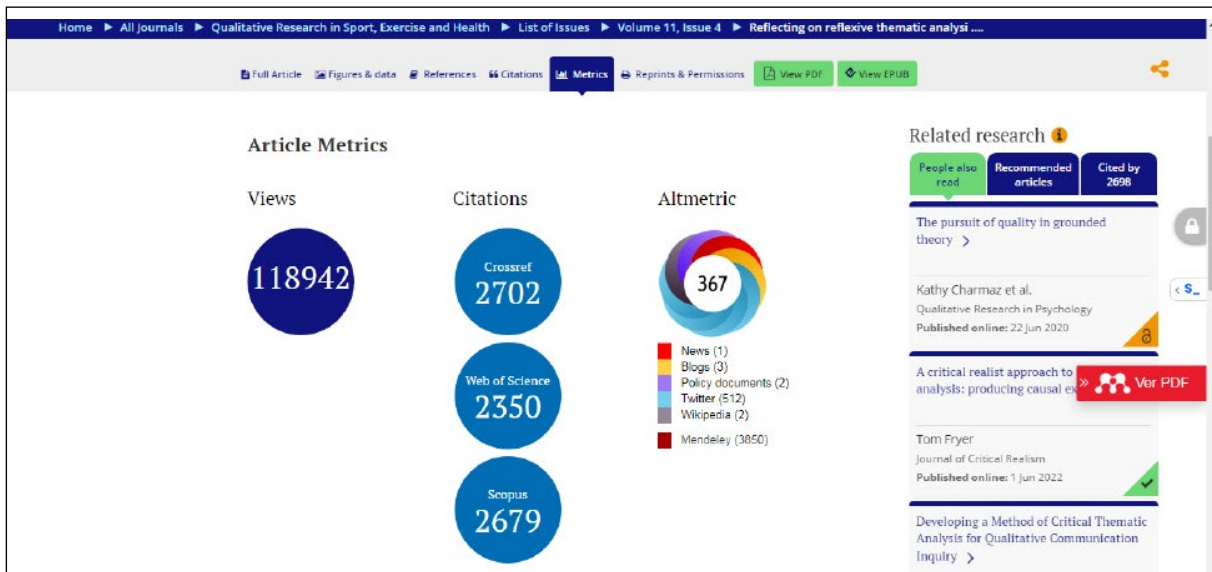 Home ► All Journals ► Qualitative Research in Sport, Exercise and Health ► List of Issues ► Volume 11, Issue 4 ► Reflecting on reflexive thematic analysi ....
Full Article Figures & data References Citations Metrics Reprints & Permissions View PDF View EPUB
Article Metrics
Views
118942
Citations
Crossref
2702
Web of Science
2350
Scopus
2679
Altmetric
367
News (1)
Blogs (3)
Policy documents (2)
Twitter (512)
Wikipedia (2)
Mendeley (3850)
Related research
People also
read
Recommended
articles
Cited by
2698
The pursuit of quality in grounded
theory >
Kathy Charmaz et al.
Qualitative Research in Psychology
Published online: 22 Jun 2020
A critical realist approach to
analysis: producing causal ex
Tom Fryer
Journal of Critical Realism
Published online: 1 Jun 2022
Developing a Method of Critical Thematic
Analysis for Qualitative Communication
Inquiry >
‹ S_
» Ver PDF